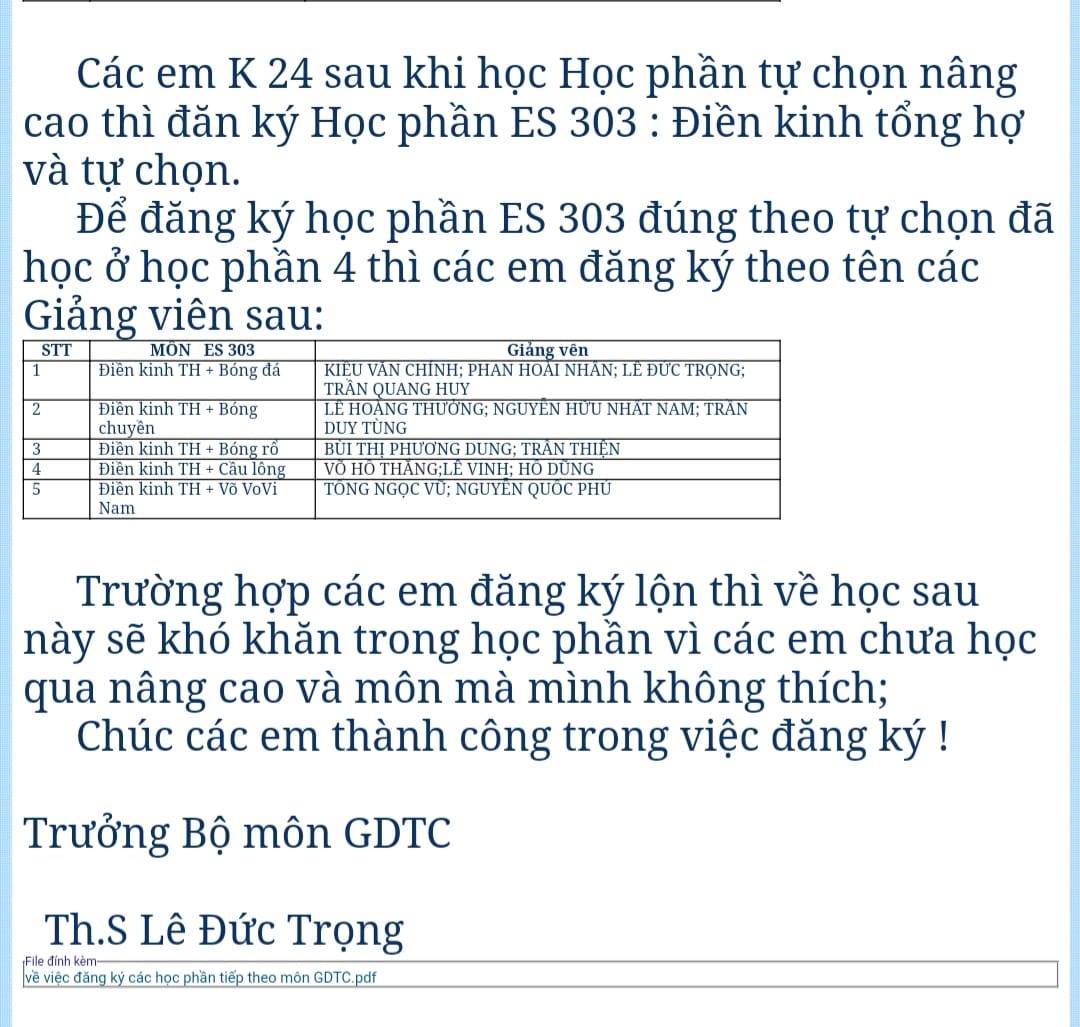 Các em K 24 sau khi học Học phần tự chọn nâng
cao thì đăn ký Học phần ES 303 : Điền kinh tổng hợ
và tự chọn.
Để đăng ký học phần ES 303 đúng theo tự chọn đã
học ở học phần 4 thì các em đăng ký theo tên các
Giảng viên sau:
STT MÔN ES 303 Giảng vên
1 Điền kinh TH + Bóng đá KIỀU VĂN CHÍNH; PHAN HOÀI NHÂN; LÊ ĐỨC TRỌNG;
TRẦN QUANG HUY
2 Điền kinh TH + Bóng LÊ HOÀNG THƯỞNG; NGUYỄN HỮU NHẤT NAM; TRẦN
chuyền DUY TÙNG
3 Điền kinh TH + Bóng rổ BÙI THỊ PHƯƠNG DUNG; TRẦN THIỆN
4 Điền kinh TH + Cầu lông VÕ HỒ THĂNG;LÊ VINH; HỒ DŨNG
5 Điền kinh TH + Võ VoVi TỐNG NGỌC VŨ; NGUYỄN QUỐC PHÚ
Nam
Trường hợp các em đăng ký lộn thì về học sau
này sẽ khó khăn trong học phần vì các em chưa học
qua nâng cao và môn mà mình không thích;
Chúc các em thành công trong việc đăng ký !
Trưởng Bộ môn GDTC
Th.S Lê Đức Trọng
File đính kèm
về việc đăng ký các học phần tiếp theo môn GDTC.pdf